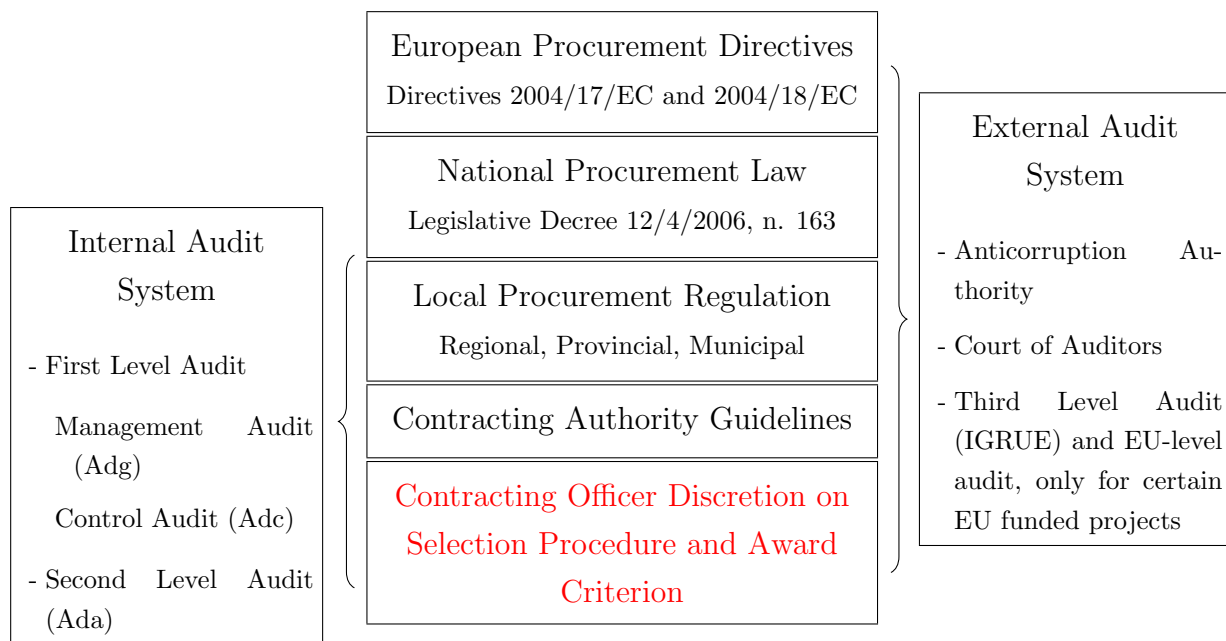 European Procurement Directives
Directives 2004/17/EC and 2004/18/EC
National Procurement Law
Legislative Decree 12/4/2006, n. 163
Local Procurement Regulation
Regional, Provincial, Municipal
Contracting Authority Guidelines
Contracting Officer Discretion on
Selection Procedure and Award
Criterion
Internal Audit
System
- First Level Audit
Management Audit
(Adg)
Control Audit (Adc)
- Second Level Audit
(Ada)
External Audit
System
- Anticorruption Au-
thority
- Court of Auditors
- Third Level Audit
(IGRUE) and EU-level
audit, only for certain
EU funded projects